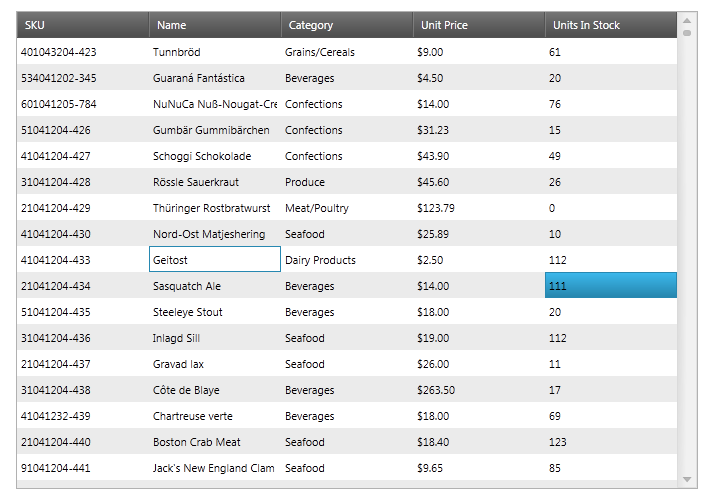 SKU Name Category Unit Price Units In Stock
401043204-423 Tunnbröd Grains/Cereals $9.00 61
534041202-345 Guaraná Fantástica Beverages $4.50 20
601041205-784 NuNuCa Nuß-Nougat-Cre Confections $14.00 76
51041204-426 Gumbär Gummibärchen Confections $31.23 15
41041204-427 Schoggi Schokolade Confections $43.90 49
31041204-428 Rössle Sauerkraut Produce $45.60 26
21041204-429 Thüringer Rostbratwurst Meat/Poultry $123.79 0
41041204-430 Nord-Ost Matjeshering Seafood $25.89 10
41041204-433 Geitost Dairy Products $2.50 112
21041204-434 Sasquatch Ale Beverages $14.00 111
51041204-435 Steeleye Stout Beverages $18.00 20
31041204-436 Inlagd Sill Seafood $19.00 112
21041204-437 Gravad lax Seafood $26.00 11
31041204-438 Côte de Blaye Beverages $263.50 17
41041232-439 Chartreuse verte Beverages $18.00 69
21041204-440 Boston Crab Meat Seafood $18.40 123
91041204-441 Jack's New England Clam Seafood $9.65 85